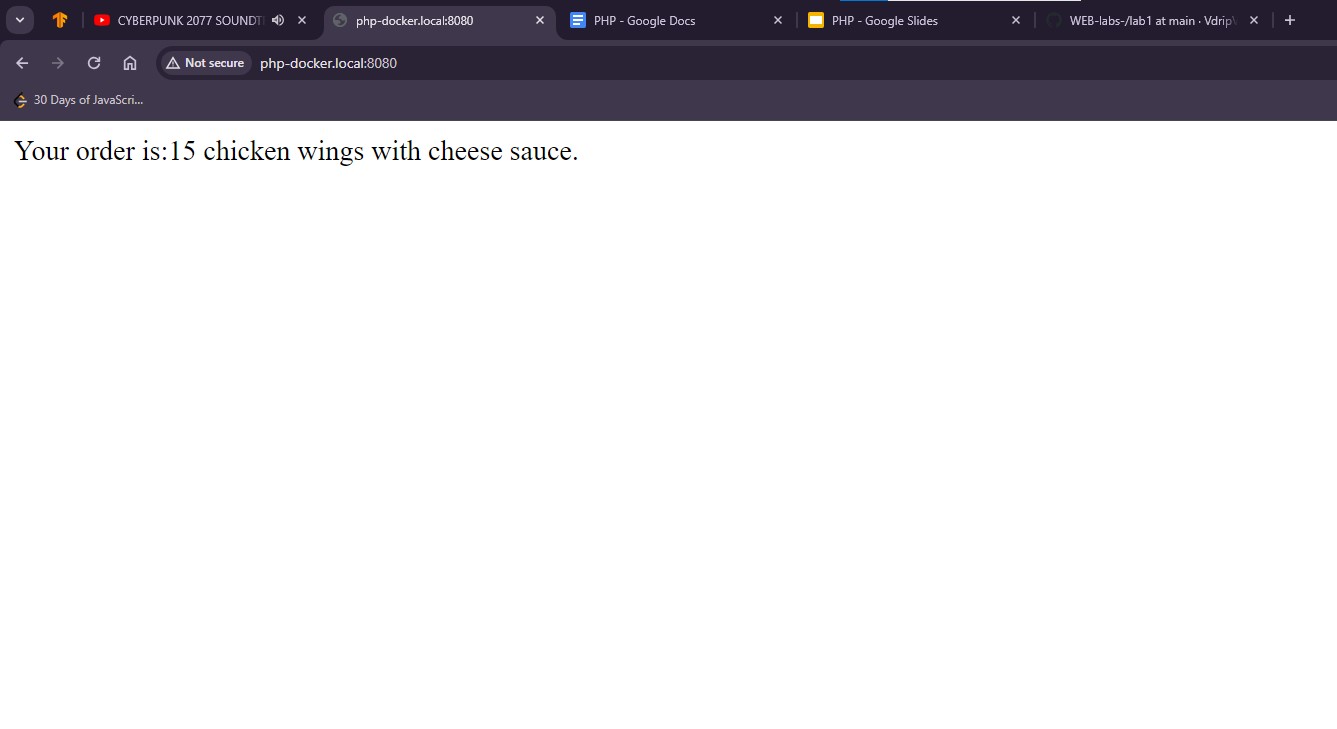 CYBERPUNK 2077 SOUNDT
php-docker.local:8080
PHP - Google Docs
PHP - Google Slides
WEB-labs-/lab1 at main · Vdrip
Not secure
php-docker.local:8080
30 Days of JavaScri...
Your order is:15 chicken wings with cheese sauce.